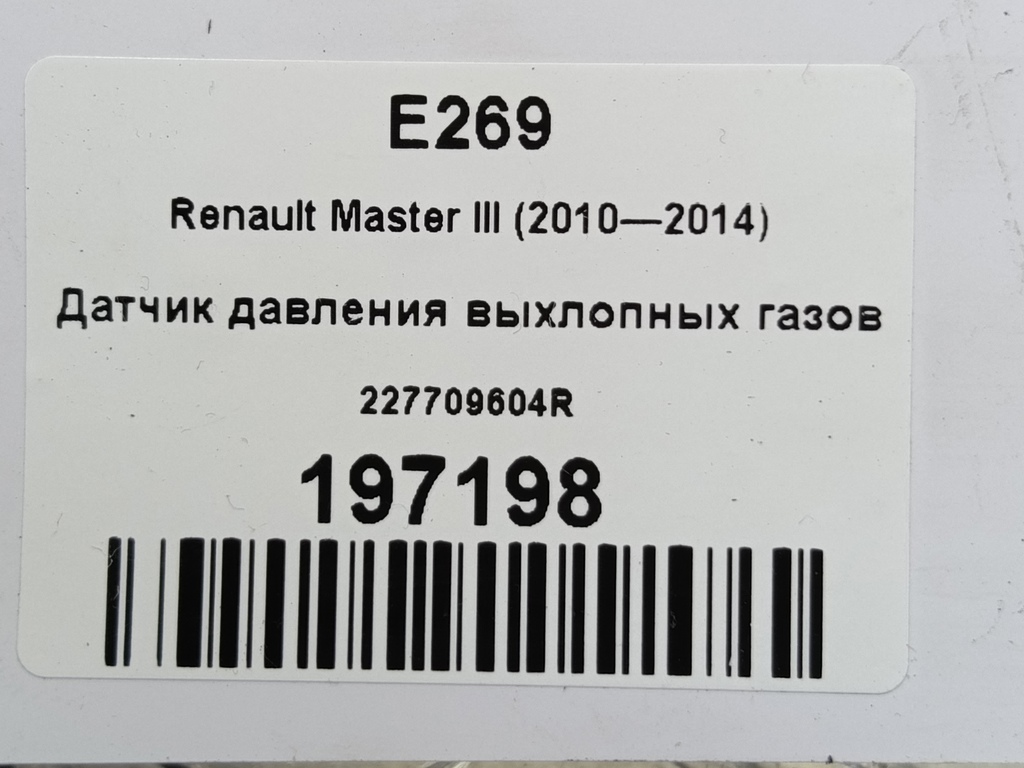 E269
Renault Master III (2010—2014)
Датчик давления выхлопных газов
227709604R
197198